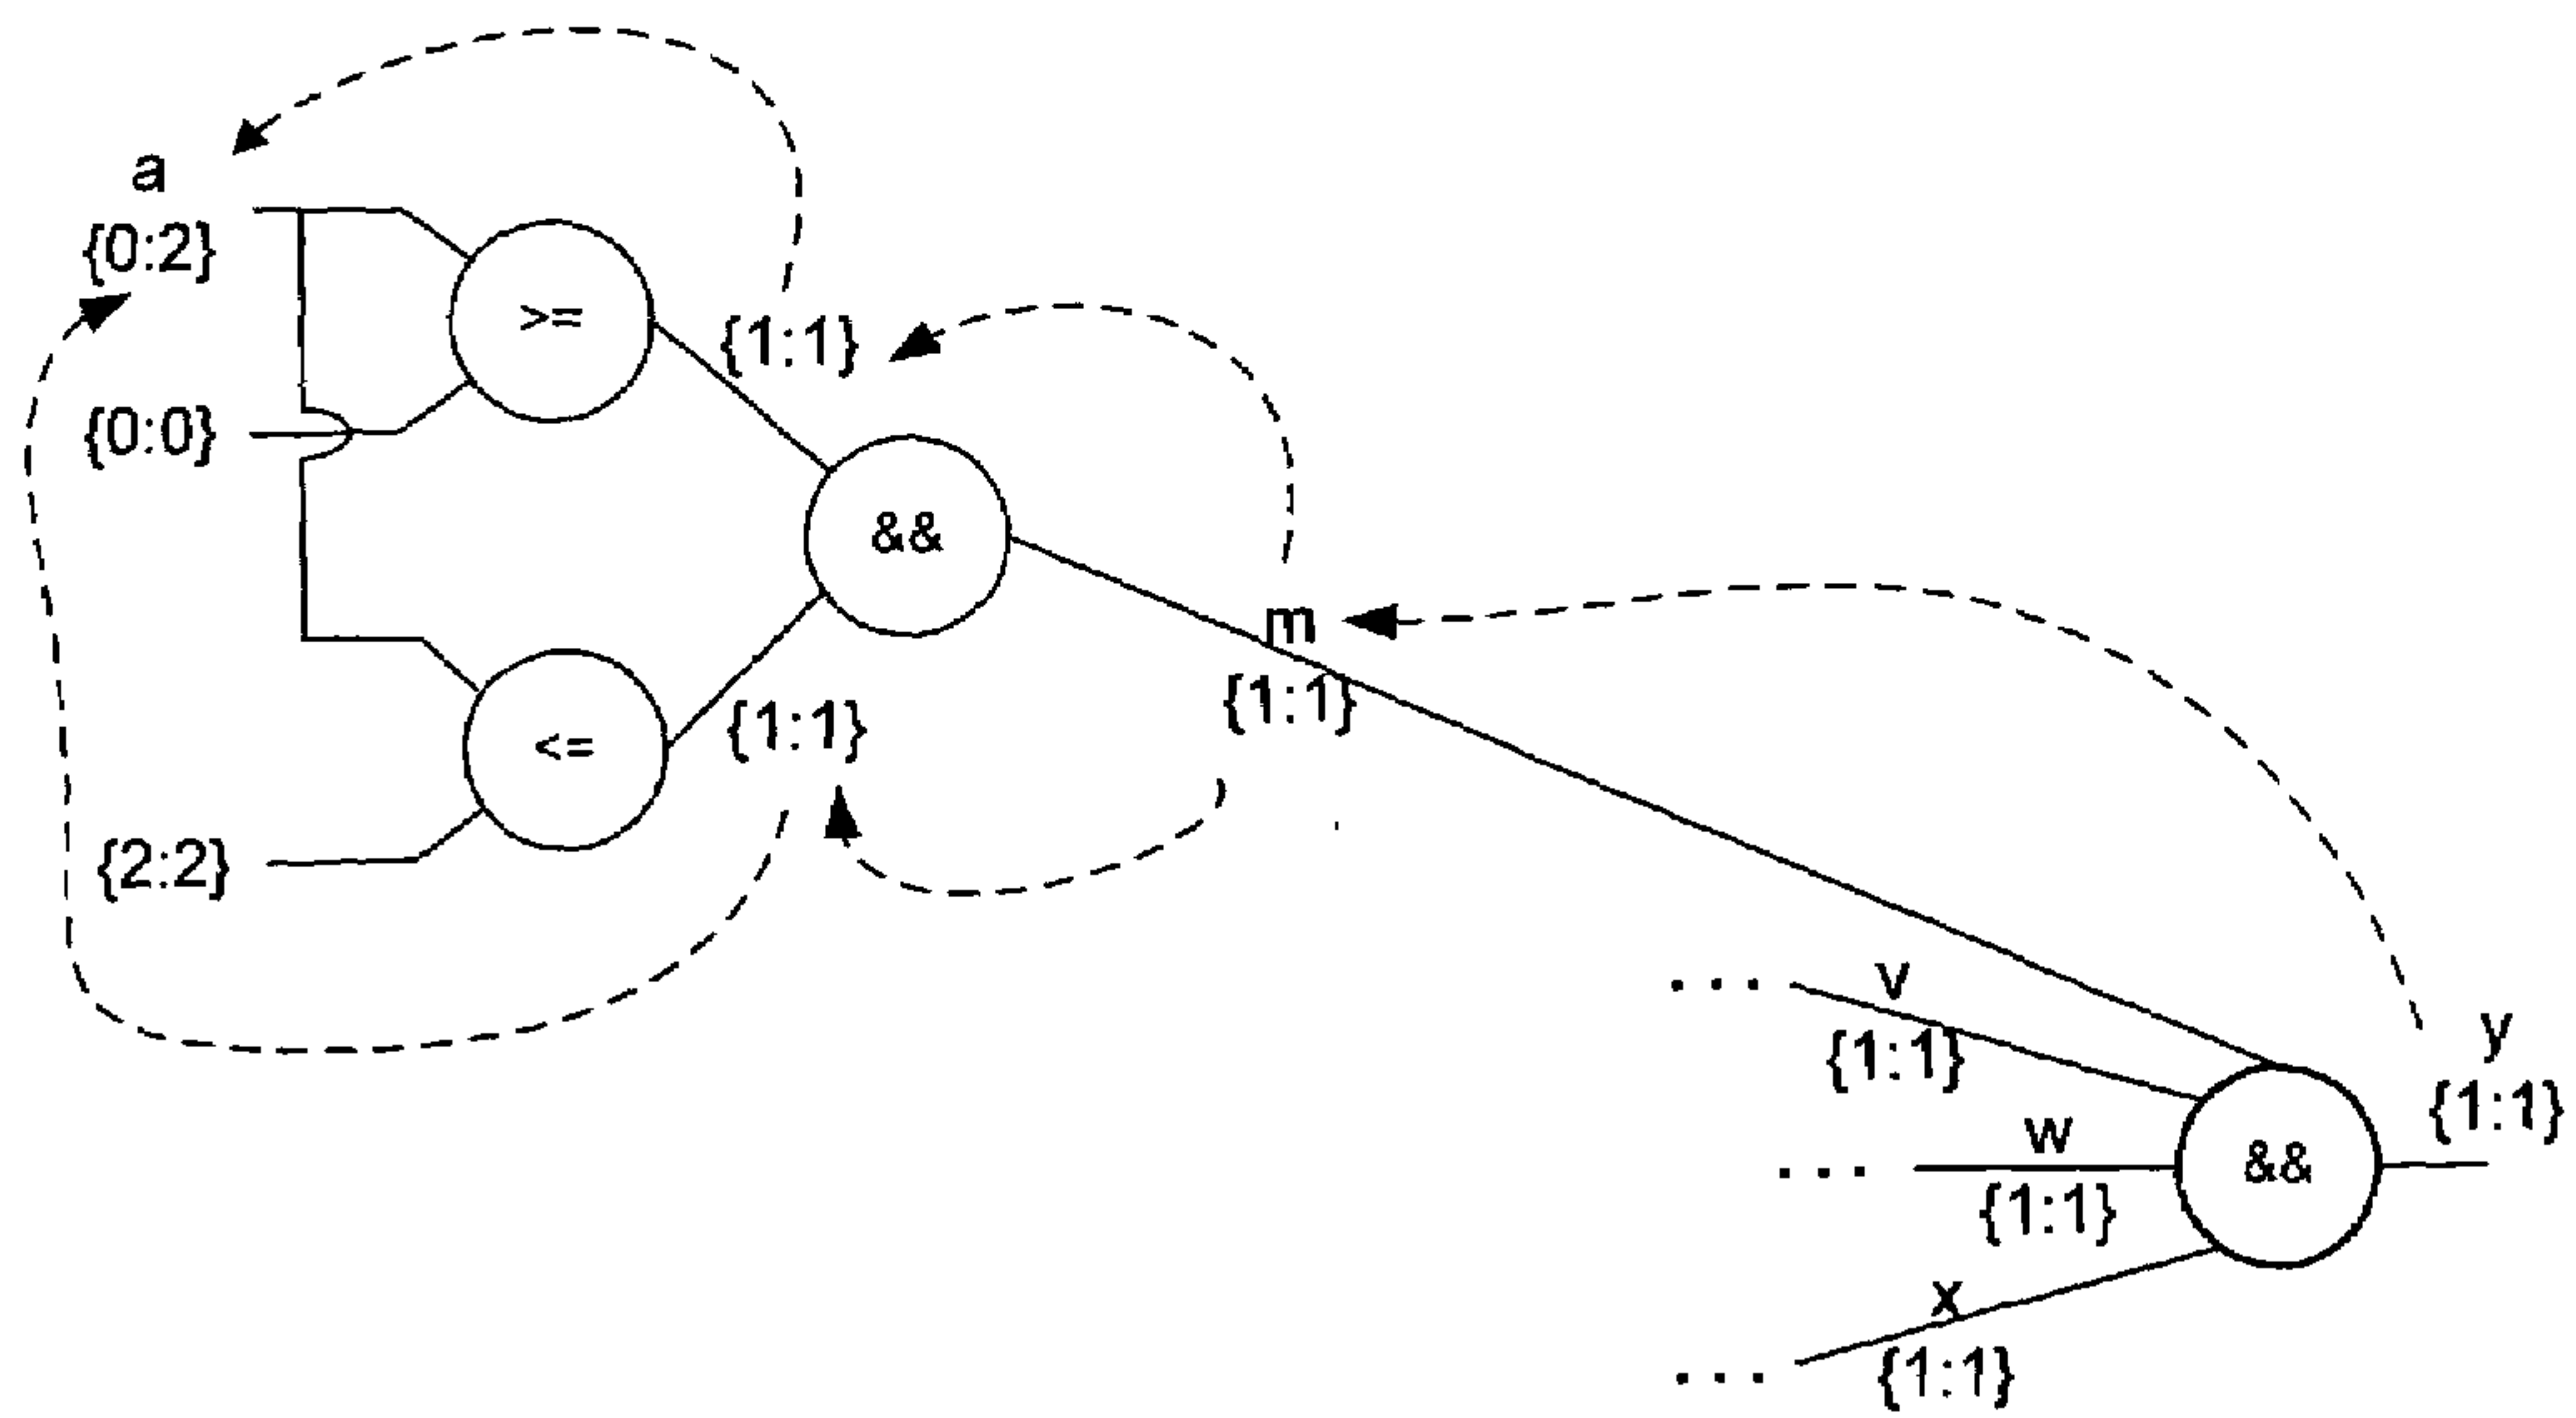 a
{0:2}
>=
{1:1}
{0:0}
&&
m
{1:1}
<=
{1:1}
{2:2}
v
{1:1}
w
{1:1}
x
{1:1}
&&
y
{1:1}